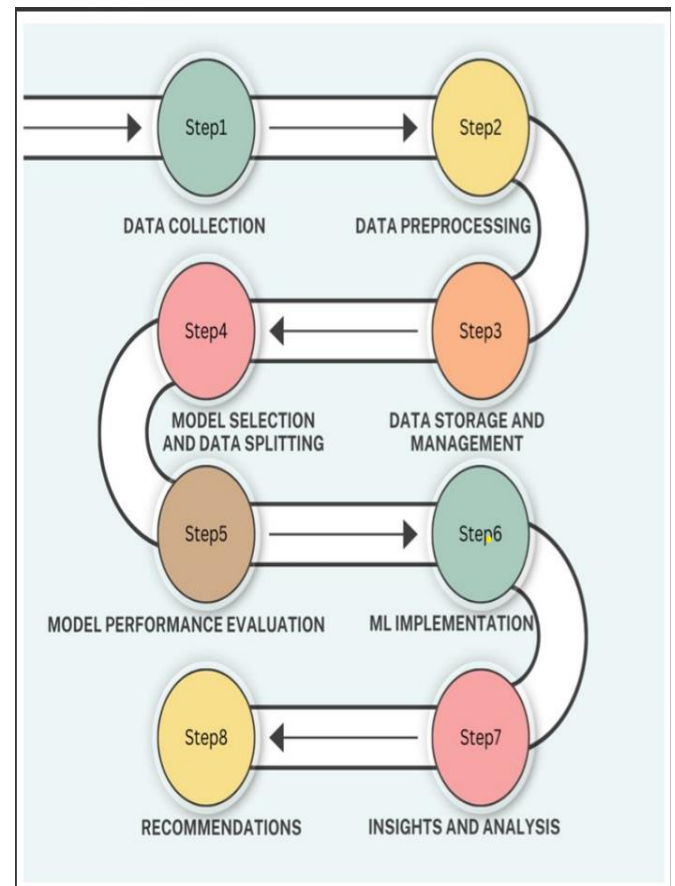 Step1
Step2
DATA COLLECTION
DATA PREPROCESSING
Step4
Step3
MODEL SELECTION
AND DATA SPLITTING
DATA STORAGE AND
MANAGEMENT
Step5
Step6
MODEL PERFORMANCE EVALUATION
ML IMPLEMENTATION
Step8
Step7
RECOMMENDATIONS
INSIGHTS AND ANALYSIS